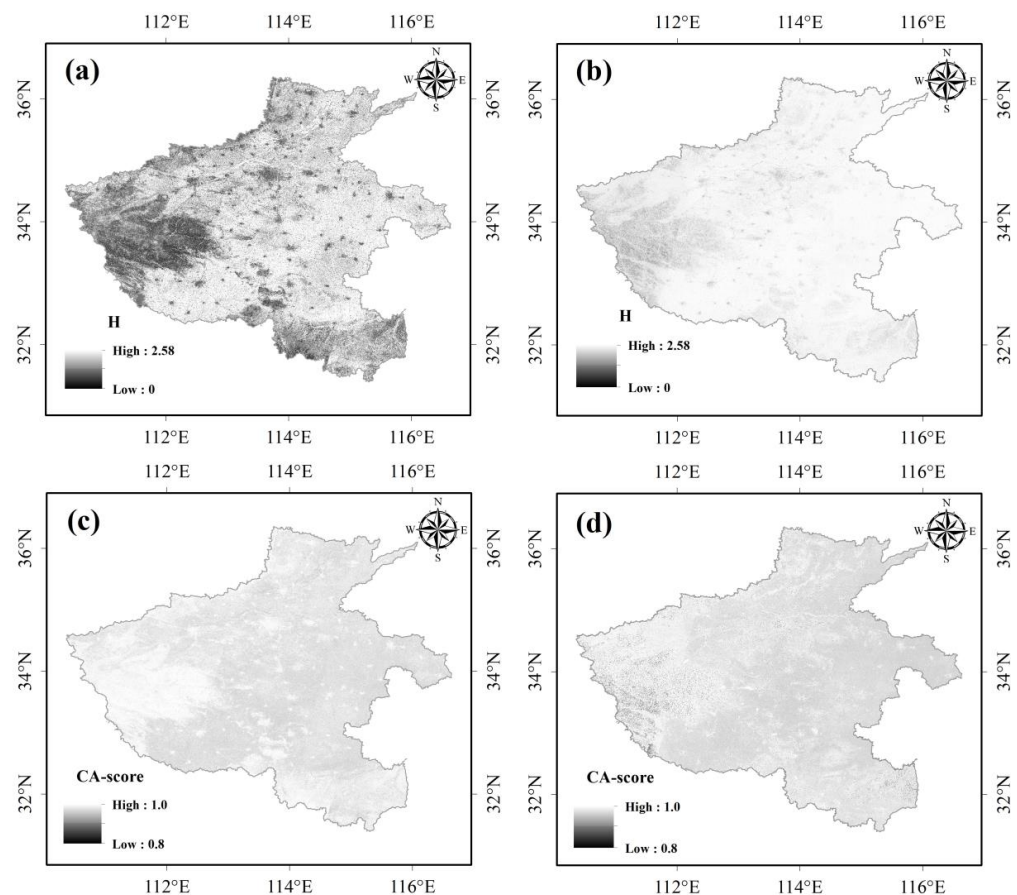 112°E 114°E 116°E 112°E 114°E 116°E
(a) N W E S (b) N W E S
36°N 36°N 36°N 36°N
34°N 34°N 34°N 34°N
32°N 32°N 32°N 32°N
H H
High : 2.58 High : 2.58
Low : 0 Low : 0
112°E 114°E 116°E 112°E 114°E 116°E
112°E 114°E 116°E 112°E 114°E 116°E
(c) N W E S (d) N W E S
36°N 36°N 36°N 36°N
34°N 34°N 34°N 34°N
32°N 32°N 32°N 32°N
CA-score CA-score
High : 1.0 High : 1.0
Low : 0.8 Low : 0.8
112°E 114°E 116°E 112°E 114°E 116°E